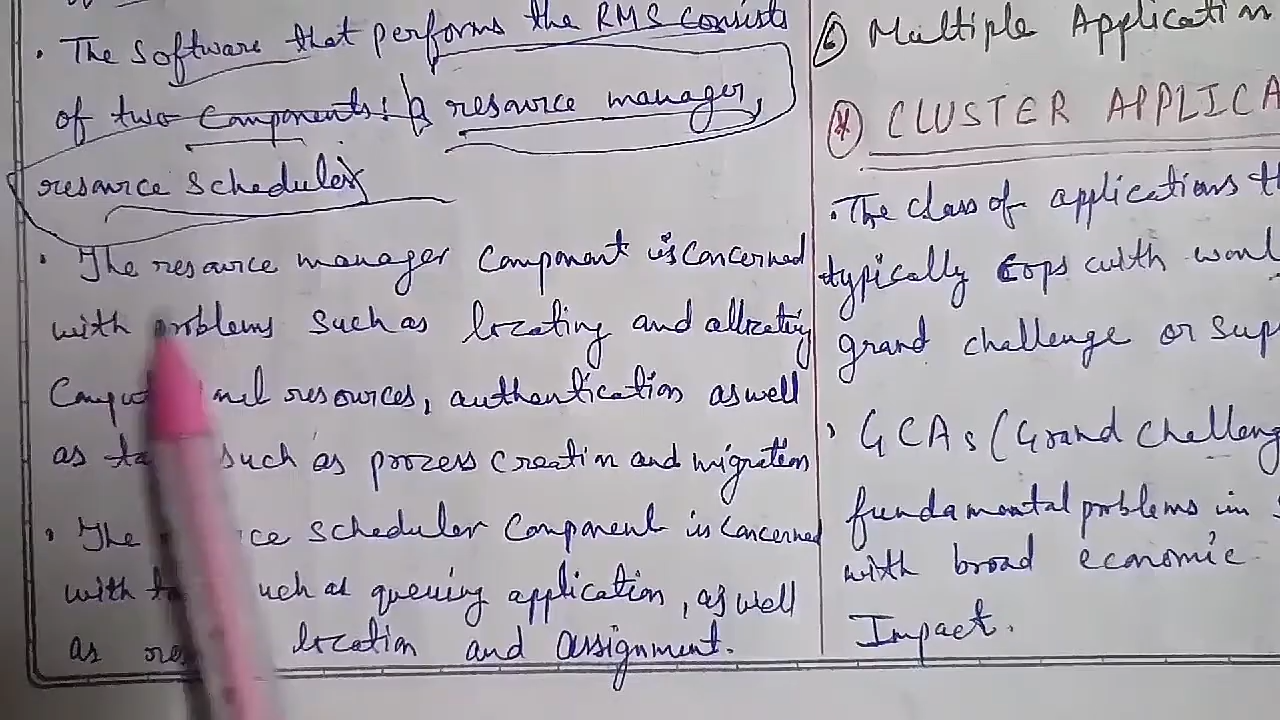 • The software that performs the RMS consists
of two components: resource manager,
resource scheduler
• The resource manager component is concerned
with problems such as locating and allocating
resources, authentication as well
as such as process creation and migration
• The scheduler component is concerned
with such as queuing application, as well
as location and assignment.
6 Multiple Application
* CLUSTER APPLICA
• The class of applications
typically cops with
grand challenge or sup
• GCAs (Grand challeng
fundamental problems in
with broad economic
Impact.